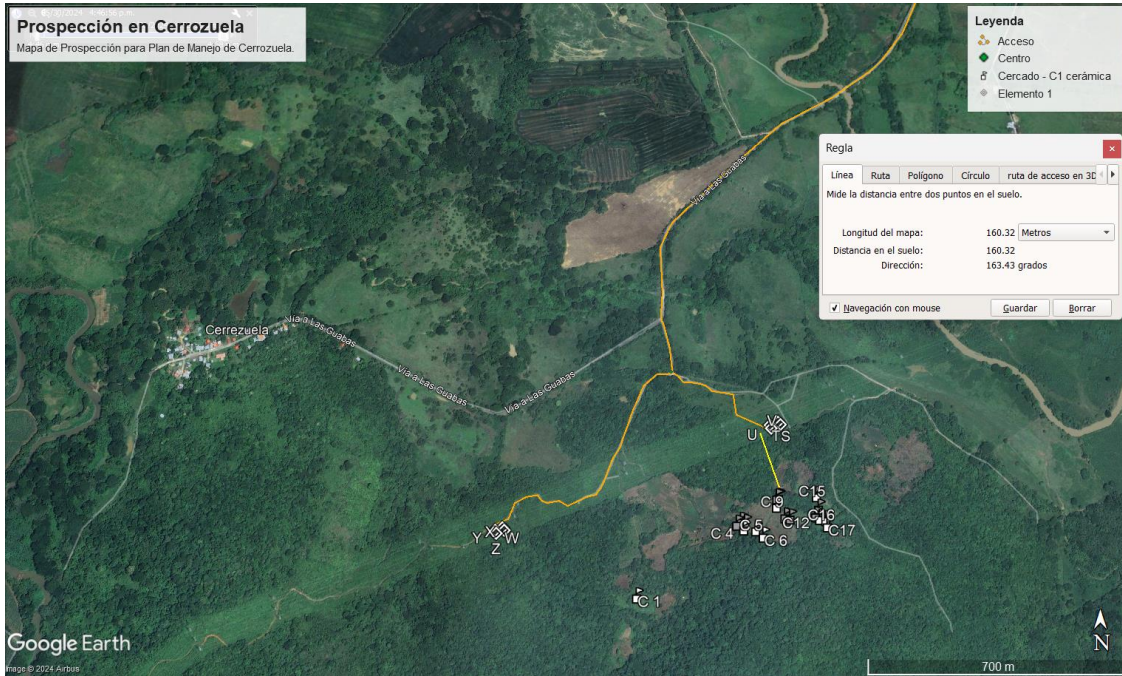 Prospección en Cerrozuela
Mapa de Prospección para Plan de Manejo de Cerrozuela.
Leyenda
Acceso
Centro
Cercado - C1 cerámica
Elemento 1
Regla
Línea Ruta Polígono Círculo ruta de acceso en 3D
Mide la distancia entre dos puntos en el suelo.
Longitud del mapa: 160.32 Metros
Distancia en el suelo: 160.32
Dirección: 163.43 grados
Navegación con mouse Guardar Borrar
Vía a Las Guabas
Cerrezuela
Vía a Las Guabas
Vía a Las Guabas
Vía a Las Guabas
V
U TS
C 9 C15
C 4 C 5 C12 C16
C 6 C17
Y X W
Z
C 1
Google Earth
Image © 2024 Airbus
N
700 m